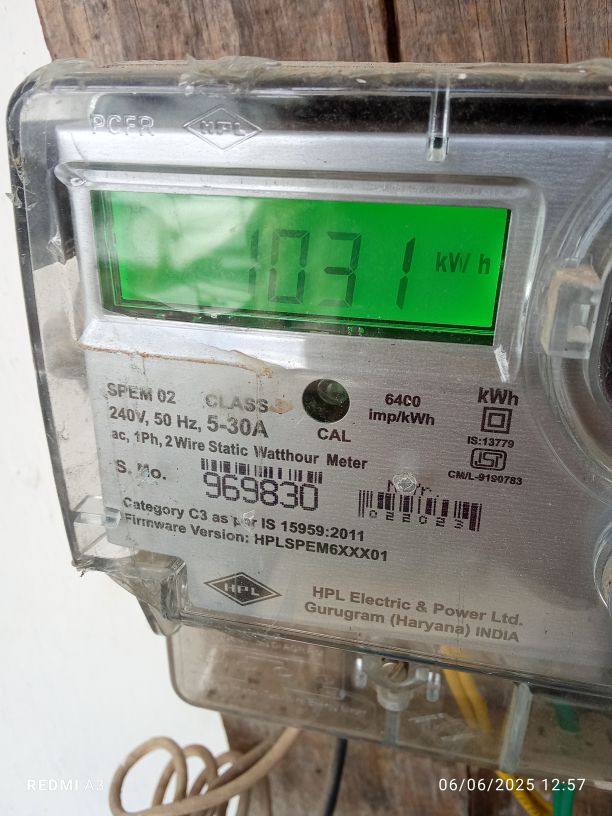 PCFR HPL
1031 kW h
SPEM 02 CLASS
240V, 50 Hz, 5-30A
ac, 1Ph, 2 Wire Static Watthour Meter
CAL
6400
imp/kWh
kWh
IS:13779
ISI
CM/L-9190783
S. No.
969830
022023
Category C3 as per IS 15959:2011
Firmware Version: HPLSPEM6XXX01
HPL
HPL Electric & Power Ltd.
Gurugram (Haryana) INDIA
REDMI A3
06/06/2025 12:57